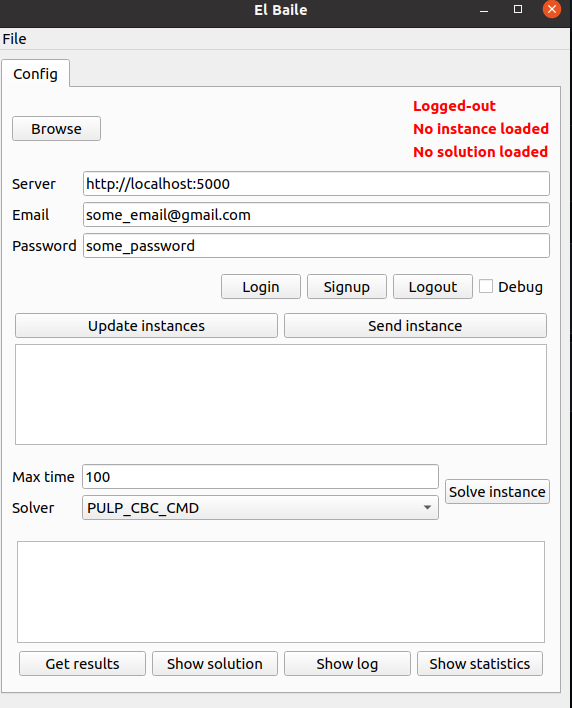 El Baile
File
Config
Browse
Logged-out
No instance loaded
No solution loaded
Server http://localhost:5000
Email some_email@gmail.com
Password some_password
Login Signup Logout Debug
Update instances Send instance
Max time 100
Solve instance
Solver PULP_CBC_CMD
Get results Show solution Show log Show statistics